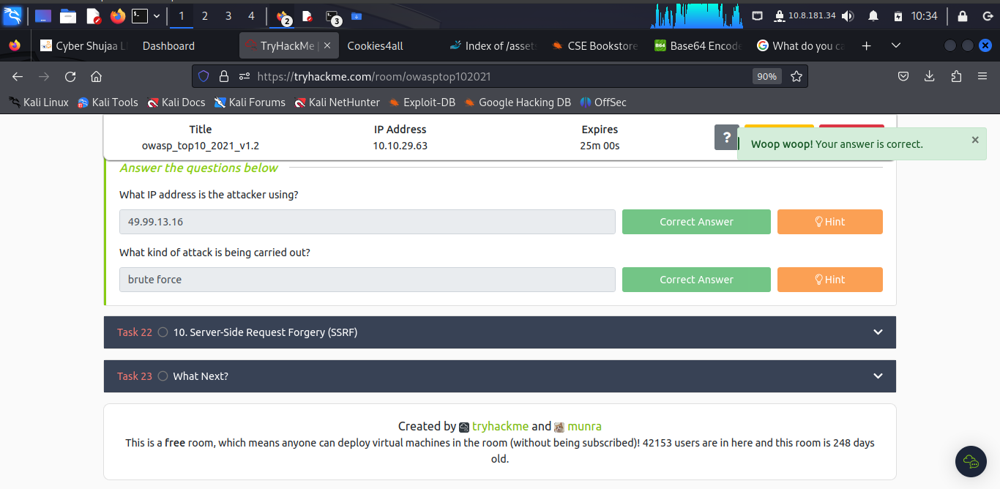 1 2 3 4 2 3 10.8.181.34 10:34
Cyber Shujaa Dashboard TryHackMe | Cookies4all Index of /asset CSE Bookstore B64 Base64 Encode What do you ca
https://tryhackme.com/room/owasptop102021 90%
Kali Linux Kali Tools Kali Docs Kali Forums Kali NetHunter Exploit-DB Google Hacking DB OffSec
Title IP Address Expires
owasp_top10_2021_v1.2 10.10.29.63 25m 00s ?
Woop woop! Your answer is correct.
Answer the questions below
What IP address is the attacker using?
49.99.13.16 Correct Answer Hint
What kind of attack is being carried out?
brute force Correct Answer Hint
Task 22 10. Server-Side Request Forgery (SSRF)
Task 23 What Next?
Created by tryhackme and munra
This is a free room, which means anyone can deploy virtual machines in the room (without being subscribed)! 42153 users are in here and this room is 248 days
old.